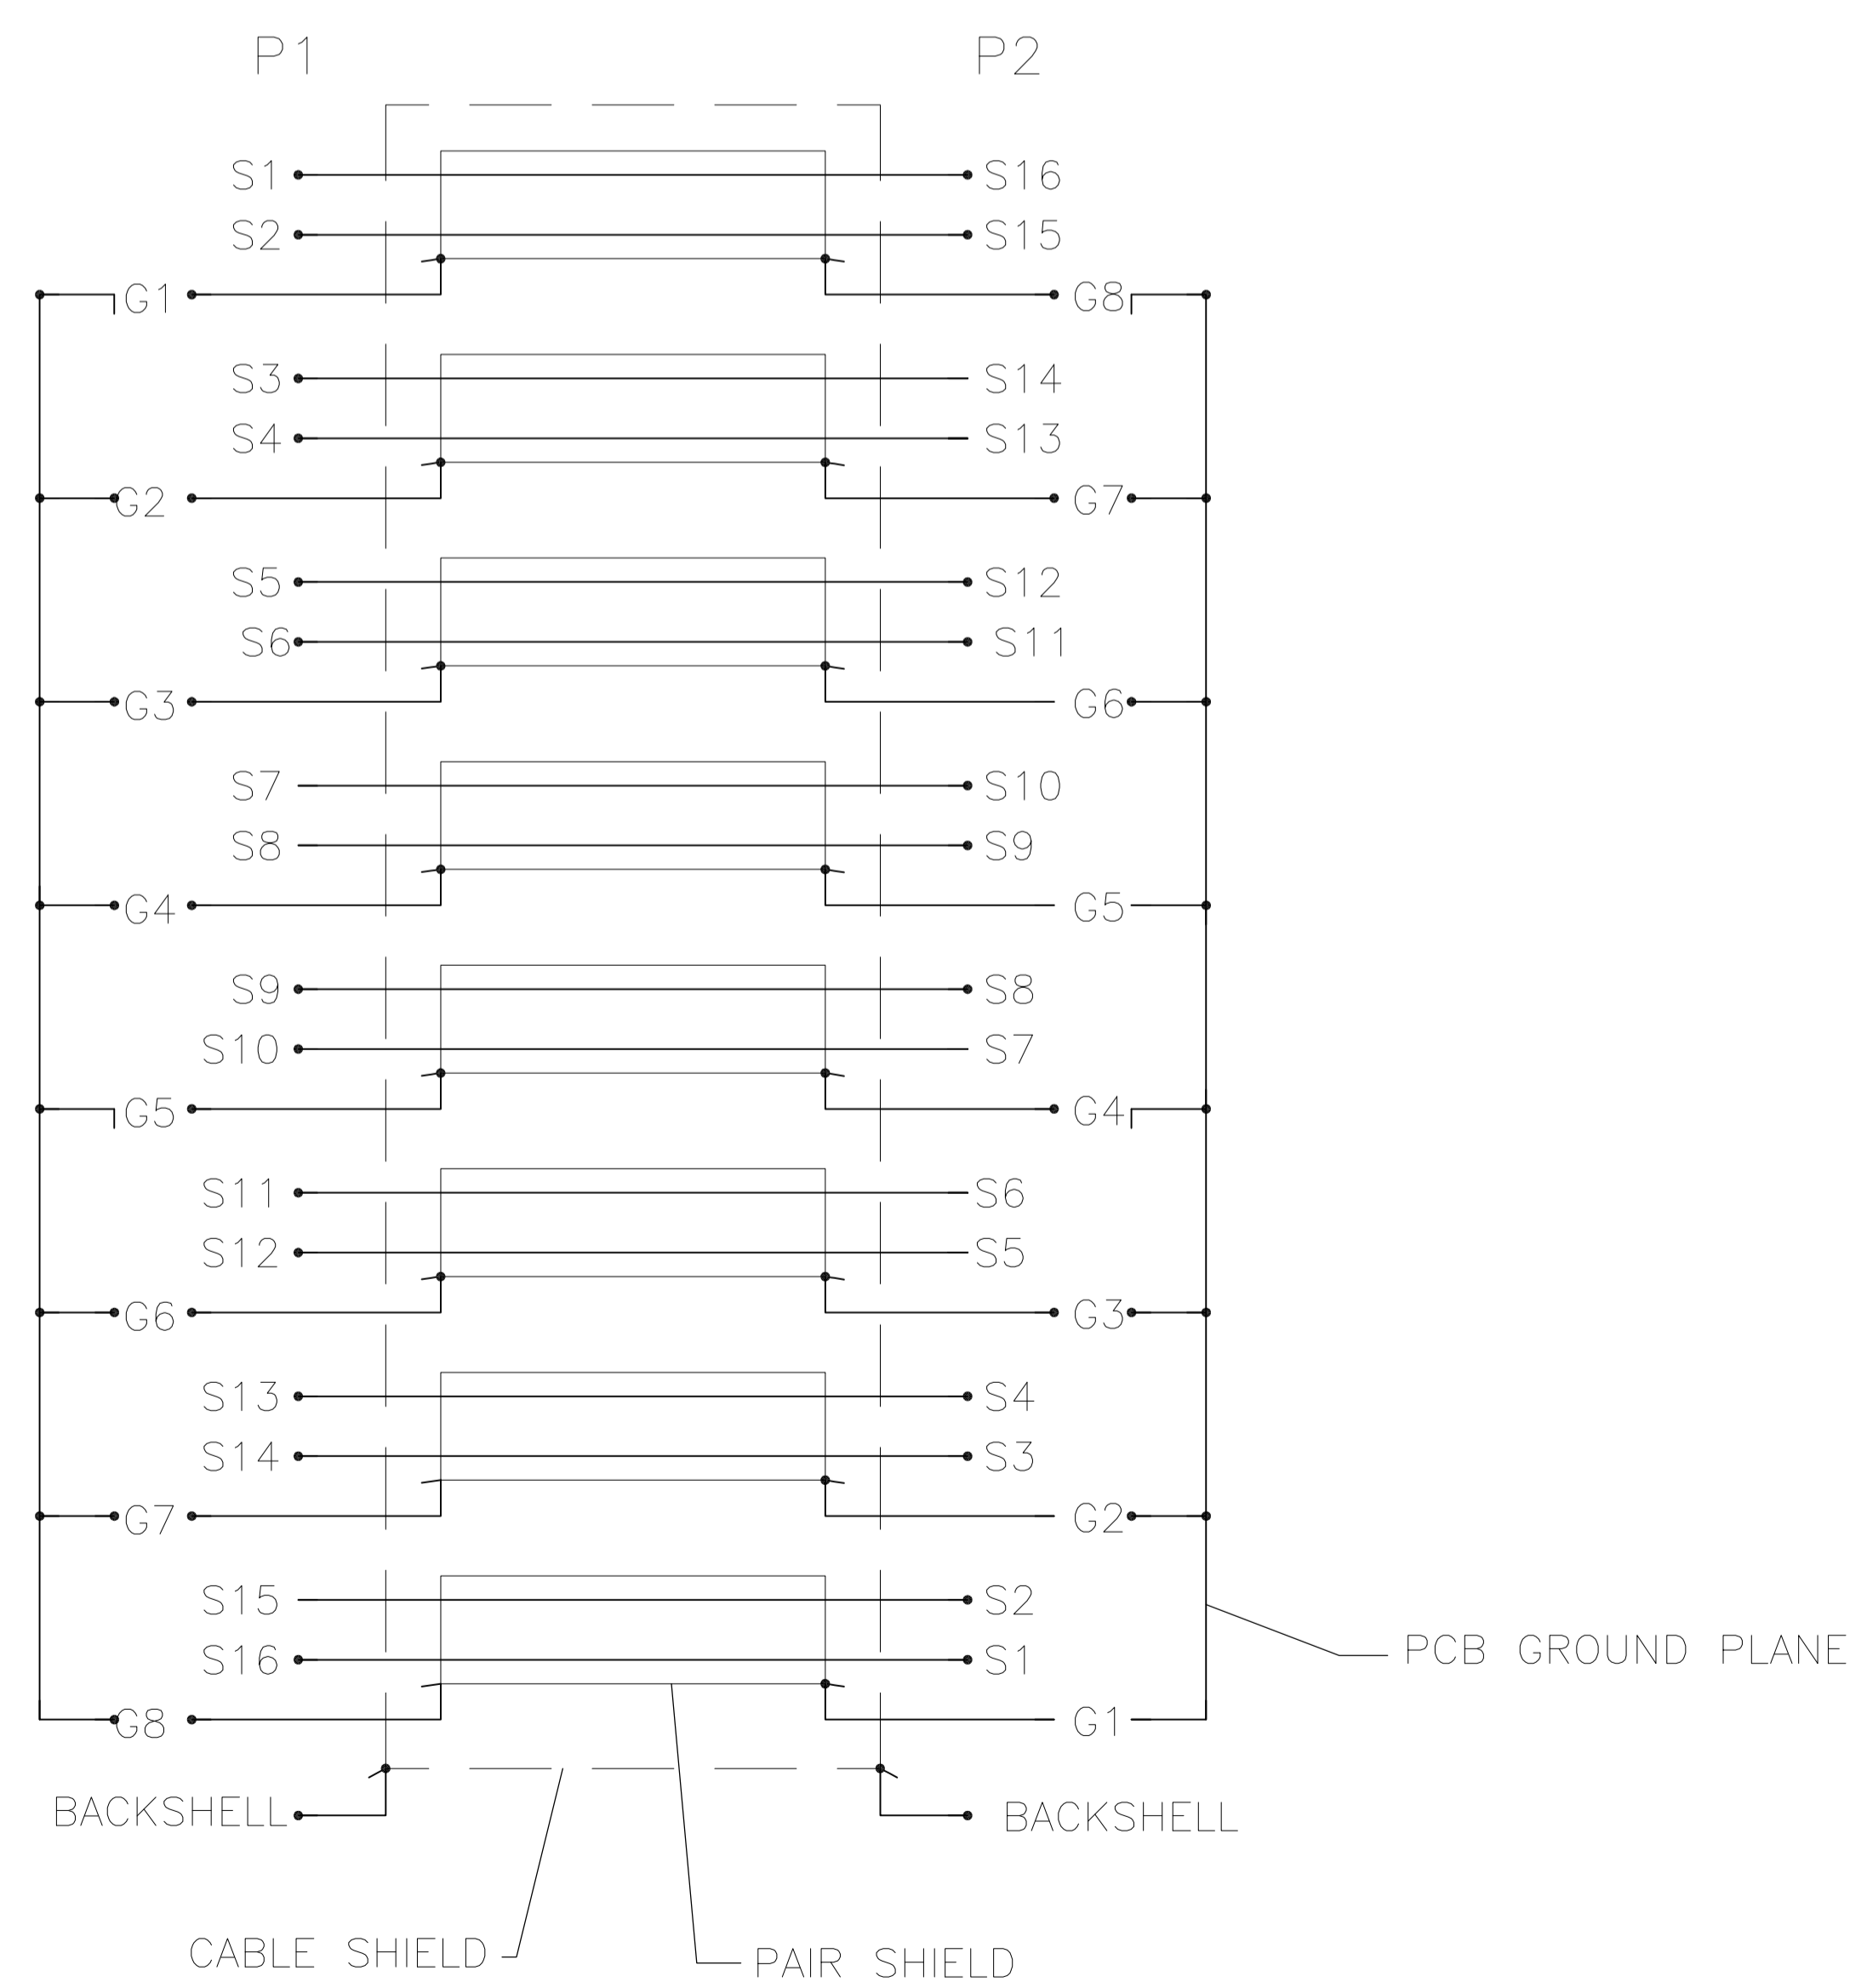 P1 P2
S1 S16
S2 S15
G1 G8
S3 S14
S4 S13
G2 G7
S5 S12
S6 S11
G3 G6
S7 S10
S8 S9
G4 G5
S9 S8
S10 S7
G5 G4
S11 S6
S12 S5
G6 G3
S13 S4
S14 S3
G7 G2
S15 S2
PCB GROUND PLANE
S16 S1
G8 G1
BACKSHELL BACKSHELL
CABLE SHIELD PAIR SHIELD